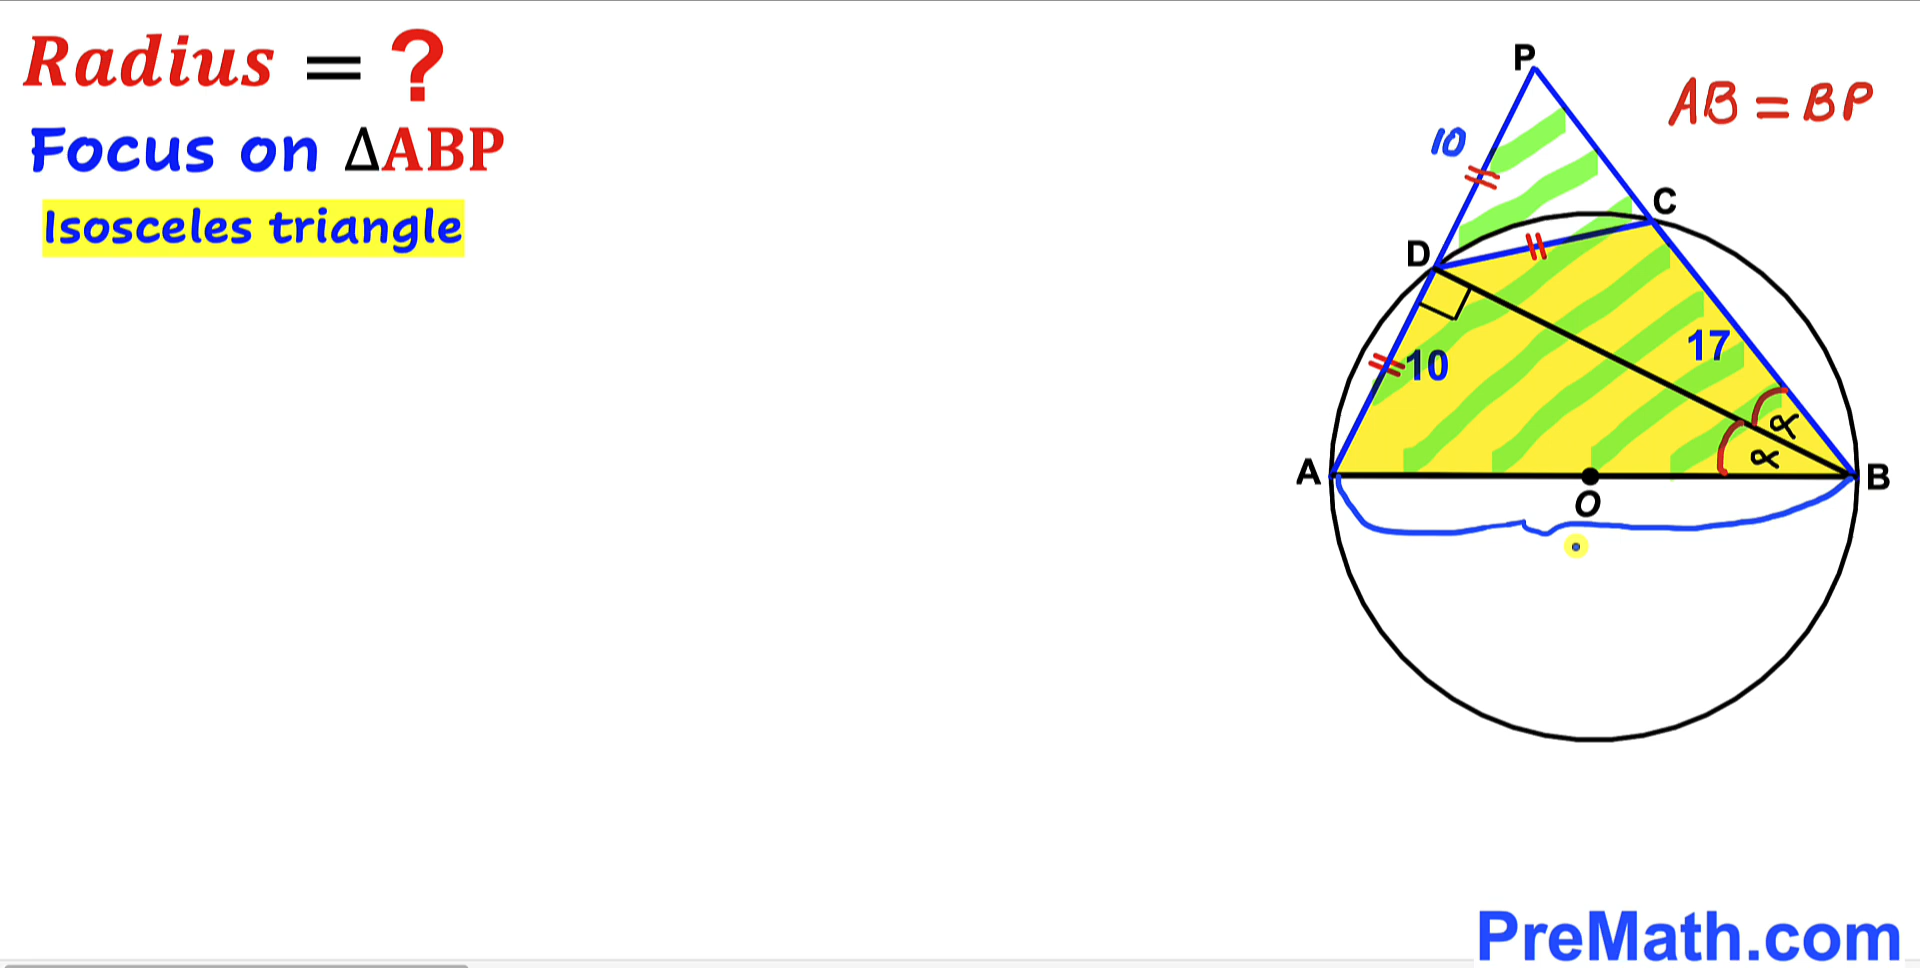 Radius = ?
Focus on ΔABP
Isosceles triangle
P
AB = BP
10
C
D
17
10
α
α
A
B
O
PreMath.com